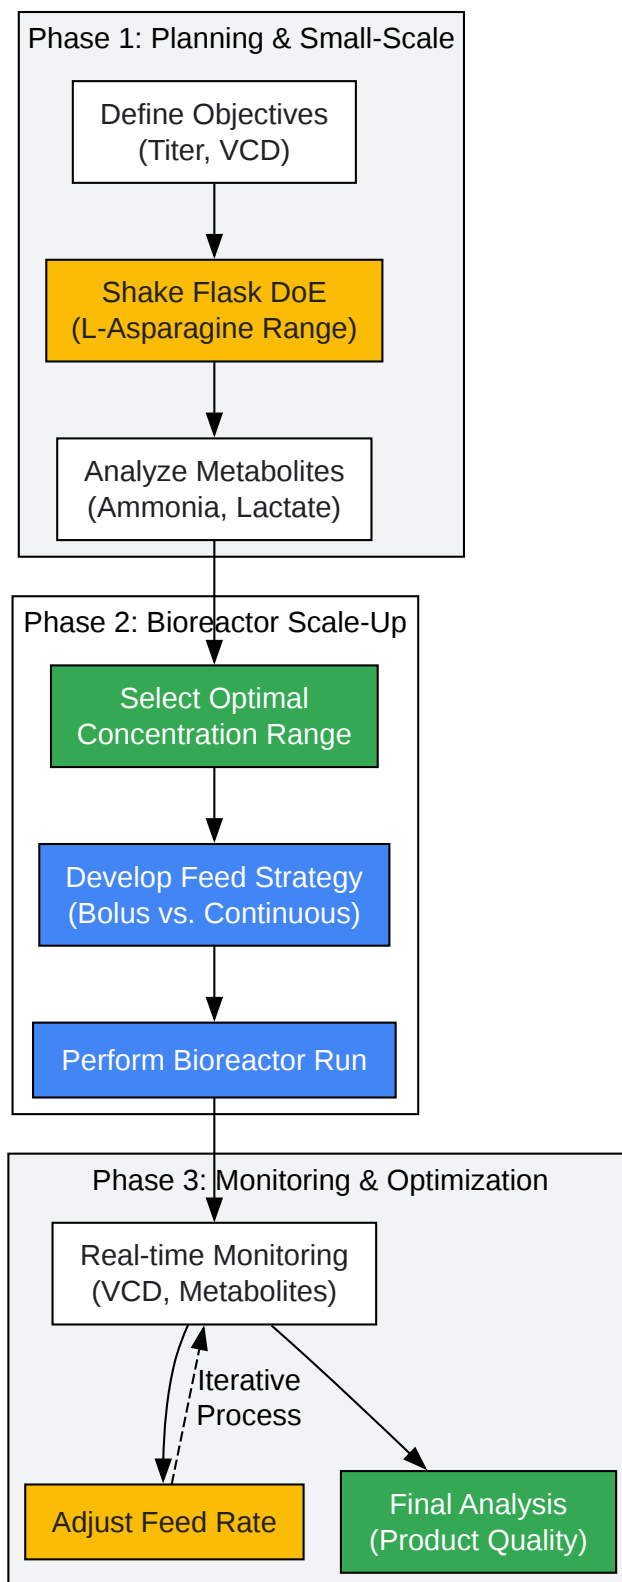 Phase 1: Planning & Small-Scale
Define Objectives
(Titer, VCD)
Shake Flask DoE
(L-Asparagine Range)
Analyze Metabolites
(Ammonia, Lactate)
Phase 2: Bioreactor Scale-Up
Select Optimal
Concentration Range
Develop Feed Strategy
(Bolus vs. Continuous)
Perform Bioreactor Run
Phase 3: Monitoring & Optimization
Real-time Monitoring
(VCD, Metabolites)
Iterative
Process
Adjust Feed Rate
Final Analysis
(Product Quality)